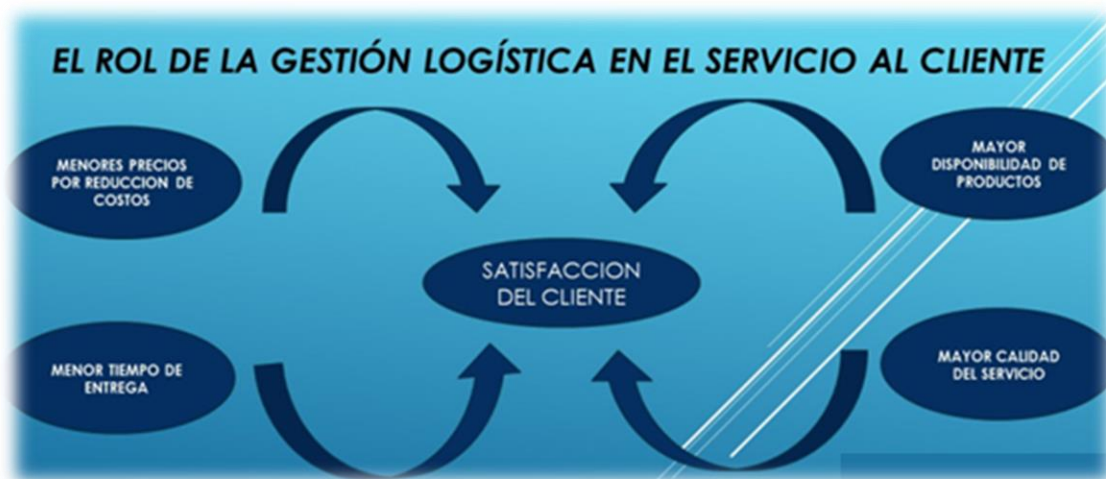 EL ROL DE LA GESTIÓN LOGÍSTICA EN EL SERVICIO AL CLIENTE
MENORES PRECIOS
POR REDUCCION DE
COSTOS
MAYOR
DISPONIBILIDAD DE
PRODUCTOS
SATISFACCION
DEL CLIENTE
MENOR TIEMPO DE
ENTREGA
MAYOR CALIDAD
DEL SERVICIO